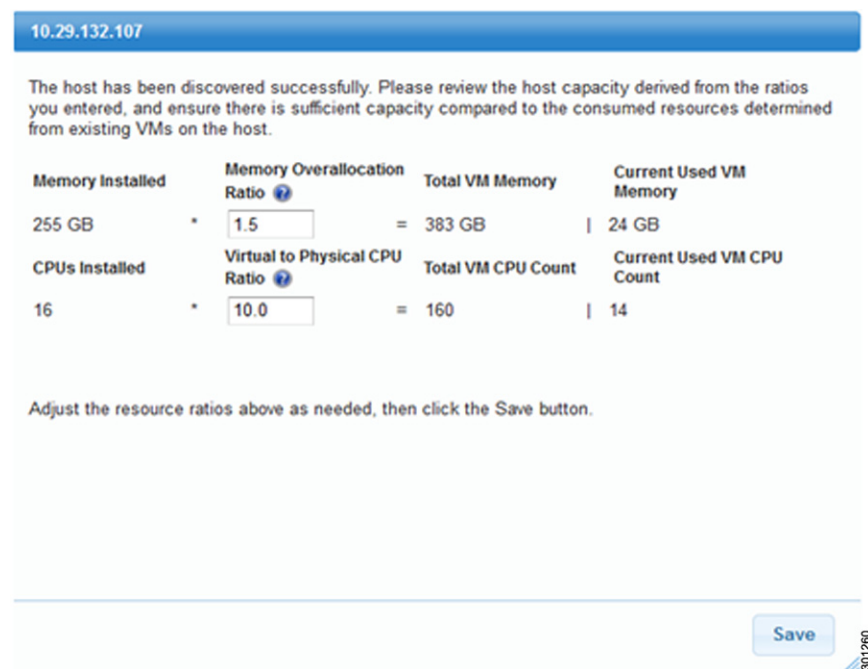 10.29.132.107
The host has been discovered successfully. Please review the host capacity derived from the ratios
you entered, and ensure there is sufficient capacity compared to the consumed resources determined
from existing VMs on the host.
Memory Installed
Memory Overallocation
Ratio ?
Total VM Memory
Current Used VM
Memory
255 GB * 1.5 = 383 GB | 24 GB
CPUs Installed
Virtual to Physical CPU
Ratio ?
Total VM CPU Count
Current Used VM CPU
Count
16 * 10.0 = 160 | 14
Adjust the resource ratios above as needed, then click the Save button.
Save
301260